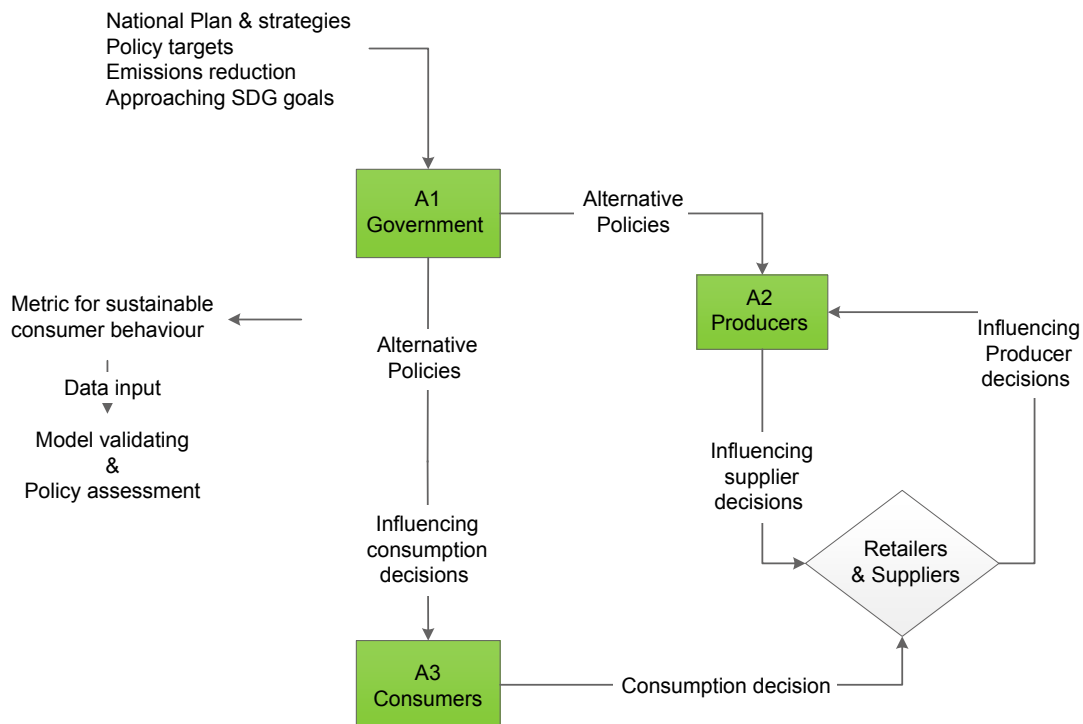 National Plan & strategies
Policy targets
Emissions reduction
Approaching SDG goals
A1
Government
Alternative
Policies
A2
Producers
Metric for sustainable
consumer behaviour
Alternative
Policies
Influencing
Producer
decisions
Data input
Model validating
&
Policy assessment
Influencing
supplier
decisions
Influencing
consumption
decisions
Retailers
& Suppliers
A3
Consumers
Consumption decision